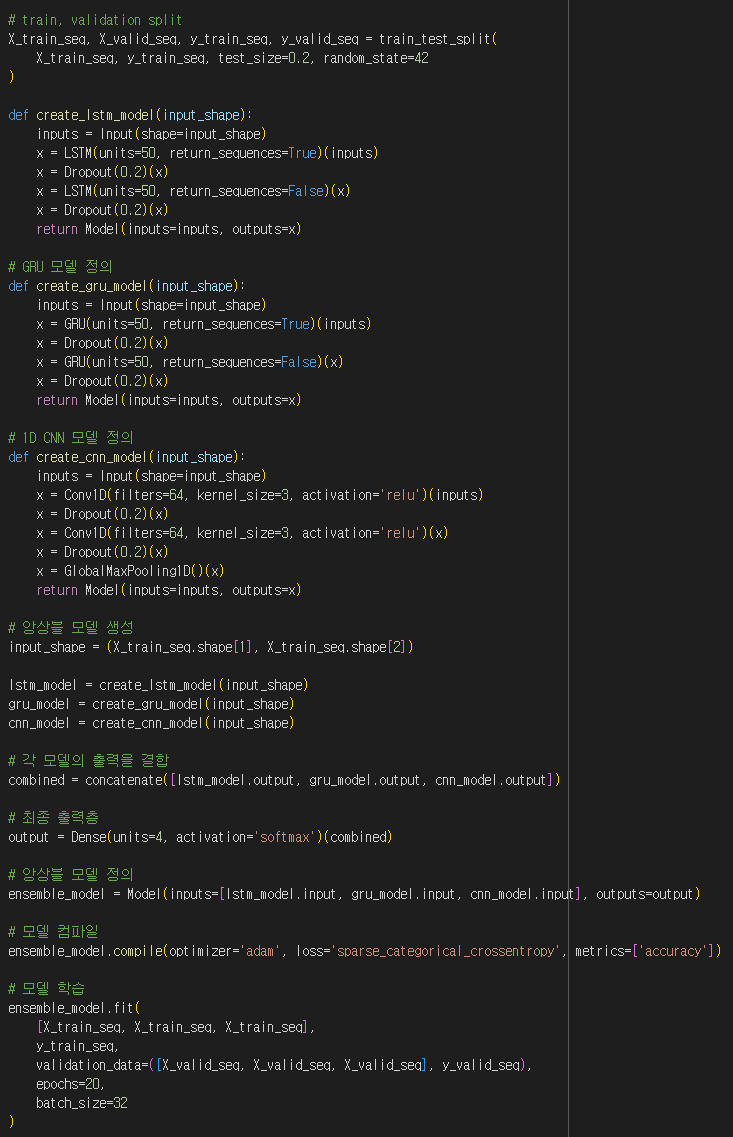 # train, validation split
X_train_seq, X_valid_seq, y_train_seq, y_valid_seq = train_test_split(
    X_train_seq, y_train_seq, test_size=0.2, random_state=42
)

def create_lstm_model(input_shape):
    inputs = Input(shape=input_shape)
    x = LSTM(units=50, return_sequences=True)(inputs)
    x = Dropout(0.2)(x)
    x = LSTM(units=50, return_sequences=False)(x)
    x = Dropout(0.2)(x)
    return Model(inputs=inputs, outputs=x)

# GRU 모델 정의
def create_gru_model(input_shape):
    inputs = Input(shape=input_shape)
    x = GRU(units=50, return_sequences=True)(inputs)
    x = Dropout(0.2)(x)
    x = GRU(units=50, return_sequences=False)(x)
    x = Dropout(0.2)(x)
    return Model(inputs=inputs, outputs=x)

# 1D CNN 모델 정의
def create_cnn_model(input_shape):
    inputs = Input(shape=input_shape)
    x = Conv1D(filters=64, kernel_size=3, activation='relu')(inputs)
    x = Dropout(0.2)(x)
    x = Conv1D(filters=64, kernel_size=3, activation='relu')(x)
    x = Dropout(0.2)(x)
    x = GlobalMaxPooling1D()(x)
    return Model(inputs=inputs, outputs=x)

# 앙상블 모델 생성
input_shape = (X_train_seq.shape[1], X_train_seq.shape[2])

lstm_model = create_lstm_model(input_shape)
gru_model = create_gru_model(input_shape)
cnn_model = create_cnn_model(input_shape)

# 각 모델의 출력을 결합
combined = concatenate([lstm_model.output, gru_model.output, cnn_model.output])

# 최종 출력층
output = Dense(units=4, activation='softmax')(combined)

# 앙상블 모델 정의
ensemble_model = Model(inputs=[lstm_model.input, gru_model.input, cnn_model.input], outputs=output)

# 모델 컴파일
ensemble_model.compile(optimizer='adam', loss='sparse_categorical_crossentropy', metrics=['accuracy'])

# 모델 학습
ensemble_model.fit(
    [X_train_seq, X_train_seq, X_train_seq],
    y_train_seq,
    validation_data=([X_valid_seq, X_valid_seq, X_valid_seq], y_valid_seq),
    epochs=20,
    batch_size=32
)